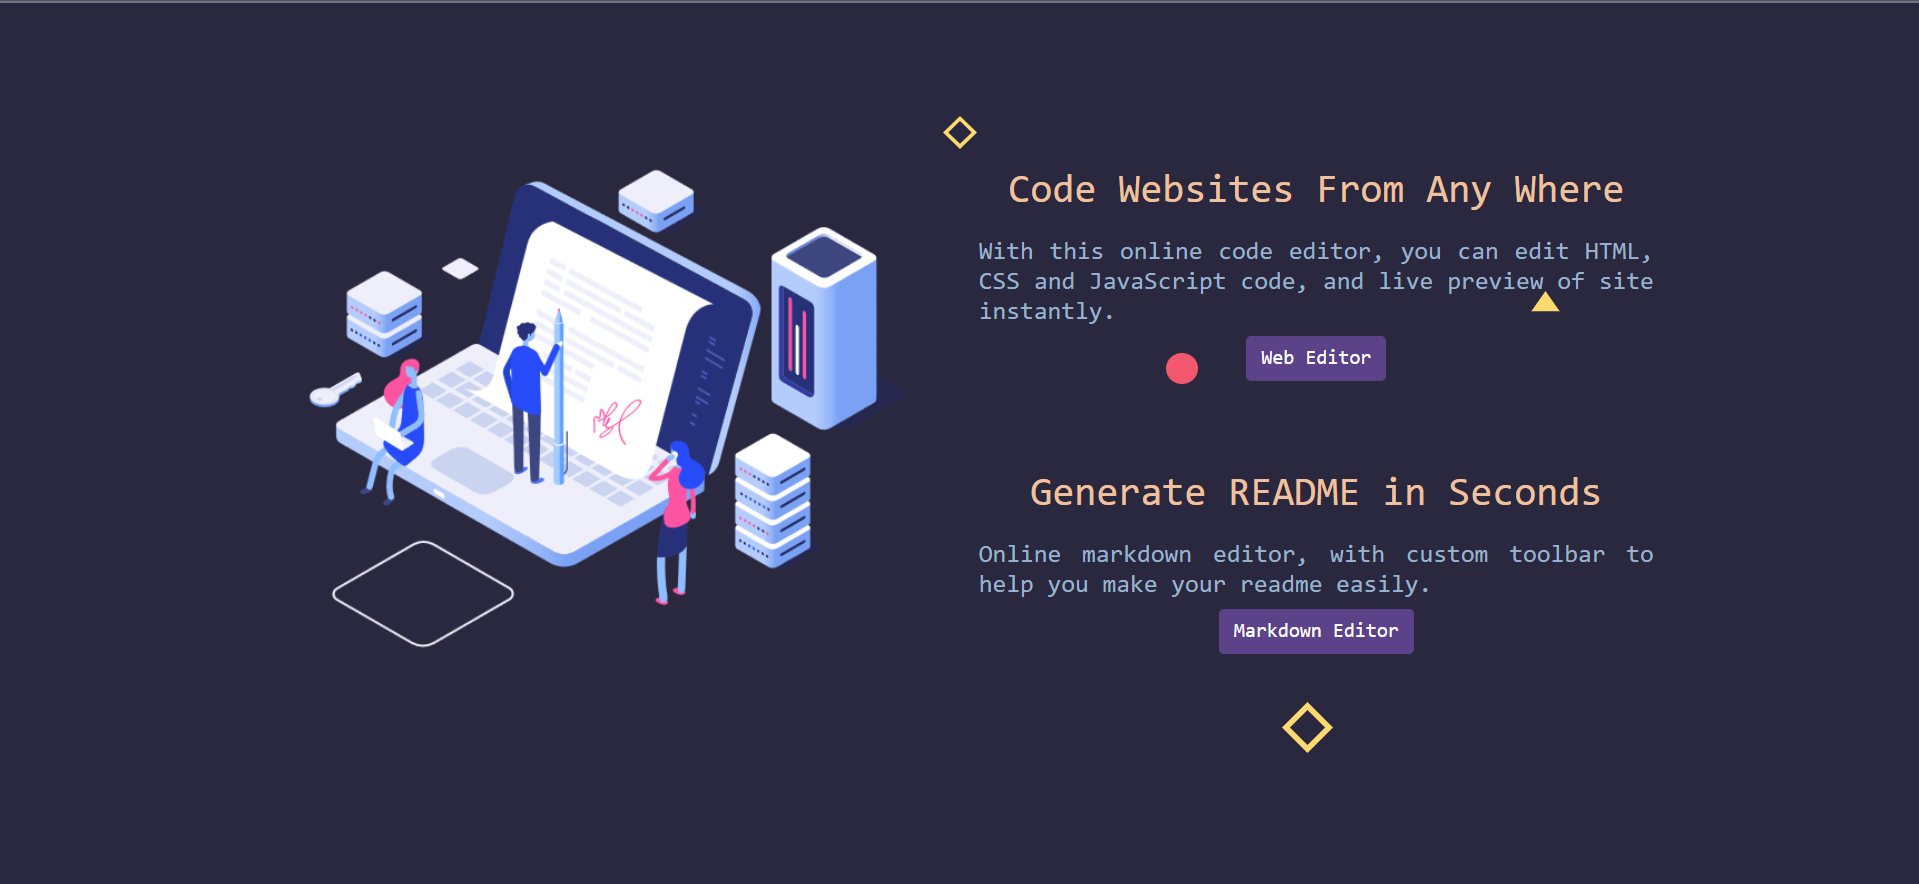 Code Websites From Any Where
With this online code editor, you can edit HTML,
CSS and JavaScript code, and live preview of site
instantly.
Web Editor
Generate README in Seconds
Online markdown editor, with custom toolbar to
help you make your readme easily.
Markdown Editor